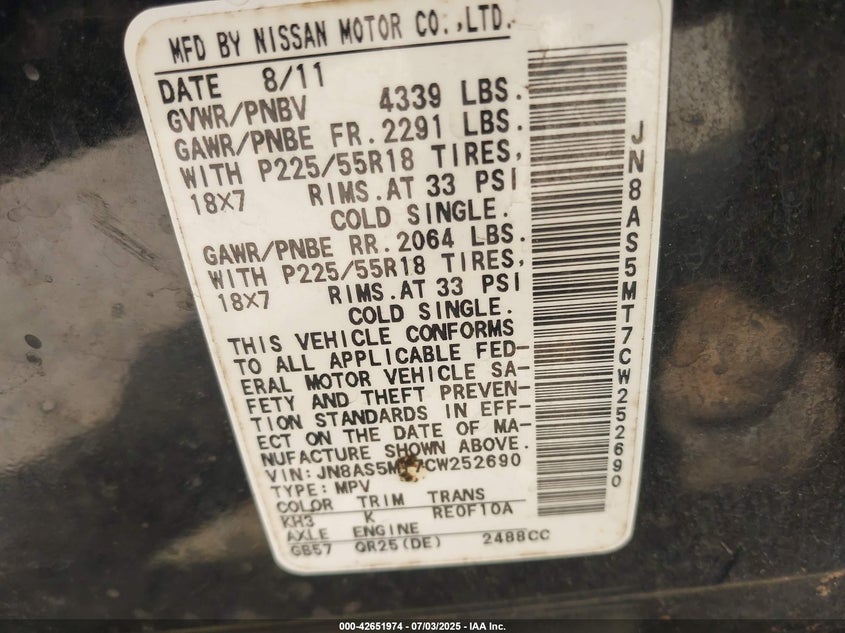 MFD BY NISSAN MOTOR CO.,LTD.
DATE 8/11
GVWR/PNBV 4339 LBS.
GAWR/PNBE FR.2291 LBS.
WITH P225/55R18 TIRES,
18X7 RIMS.AT 33 PSI
COLD SINGLE.
GAWR/PNBE RR.2064 LBS.
WITH P225/55R18 TIRES,
18X7 RIMS.AT 33 PSI
COLD SINGLE.
THIS VEHICLE CONFORMS
TO ALL APPLICABLE FED-
ERAL MOTOR VEHICLE SA-
FETY AND THEFT PREVEN-
TION STANDARDS IN EFF-
ECT ON THE DATE OF MA-
NUFACTURE SHOWN ABOVE.
VIN:JN8AS5MT7CW252690
TYPE:MPV
COLOR TRIM TRANS
KH3 K RE0F10A
AXLE ENGINE
GB57 QR25(DE) 2488CC
JN8AS5MT7CW252690
000-42651974 | 07/03/2025 - IAA Inc.